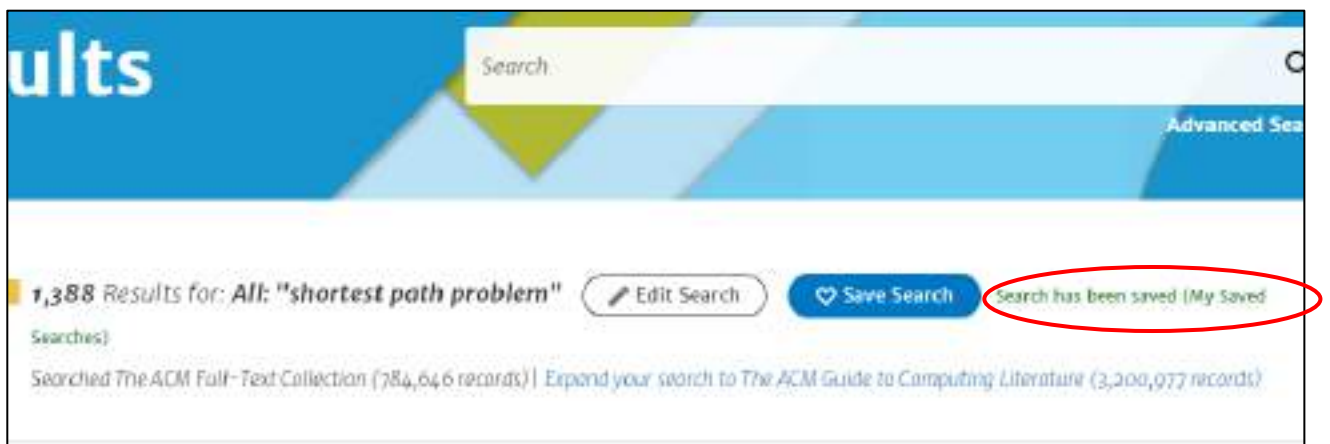 ults
Search
Advanced Sea
1,388 Results for: All: "shortest path problem" Edit Search Save Search Search has been saved (My Saved
Searches)
Searched The ACM Full-Text Collection (784,646 records) | Expand your search to The ACM Guide to Computing Literature (3,200,977 records)